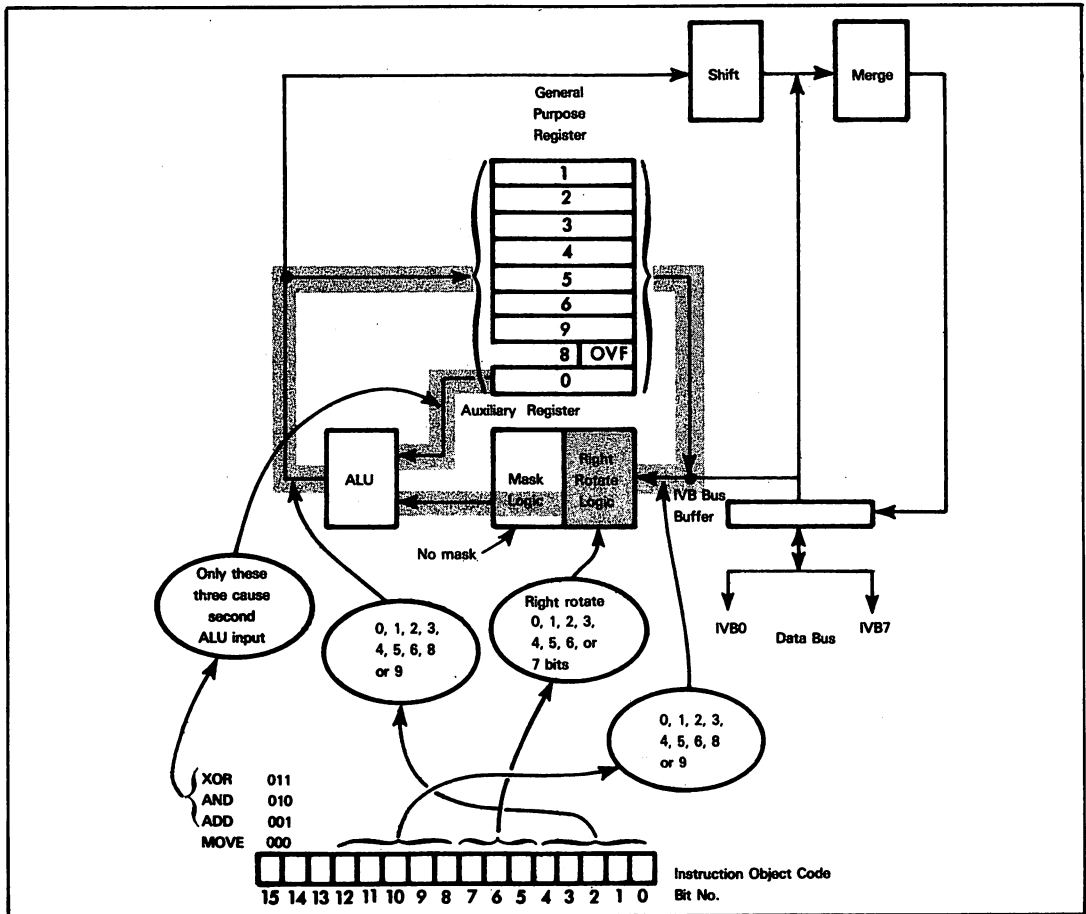 Shift
Merge
General
Purpose
Register
1
2
3
4
5
6
9
8 OVF
0
Auxiliary Register
ALU
Mask
Logic
Right
Rotate
Logic
IVB Bus
Buffer
No mask
Only these
three cause
second
ALU input
0, 1, 2, 3,
4, 5, 6, 8
or 9
Right rotate
0, 1, 2, 3,
4, 5, 6, or
7 bits
IVB0
Data Bus
IVB7
0, 1, 2, 3,
4, 5, 6, 8
or 9
XOR 011
AND 010
ADD 001
MOVE 000
Instruction Object Code
15 14 13 12 11 10 9 8 7 6 5 4 3 2 1 0 Bit No.